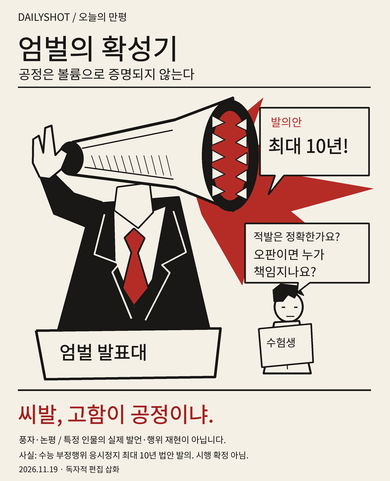 DAILYSHOT / 오늘의 만평
엄벌의 확성기
공정은 볼륨으로 증명되지 않는다
발의안
최대 10년!
적발은 정확한가요?
오판이면 누가
책임지나요?
수험생
엄벌 발표대
씨발, 고함이 공정이냐.
풍자·논평 / 특정 인물의 실제 발언·행위 재현이 아닙니다.
사실: 수능 부정행위 응시정지 최대 10년 법안 발의. 시행 확정 아님.
2026.11.19 · 독자적 편집 삽화